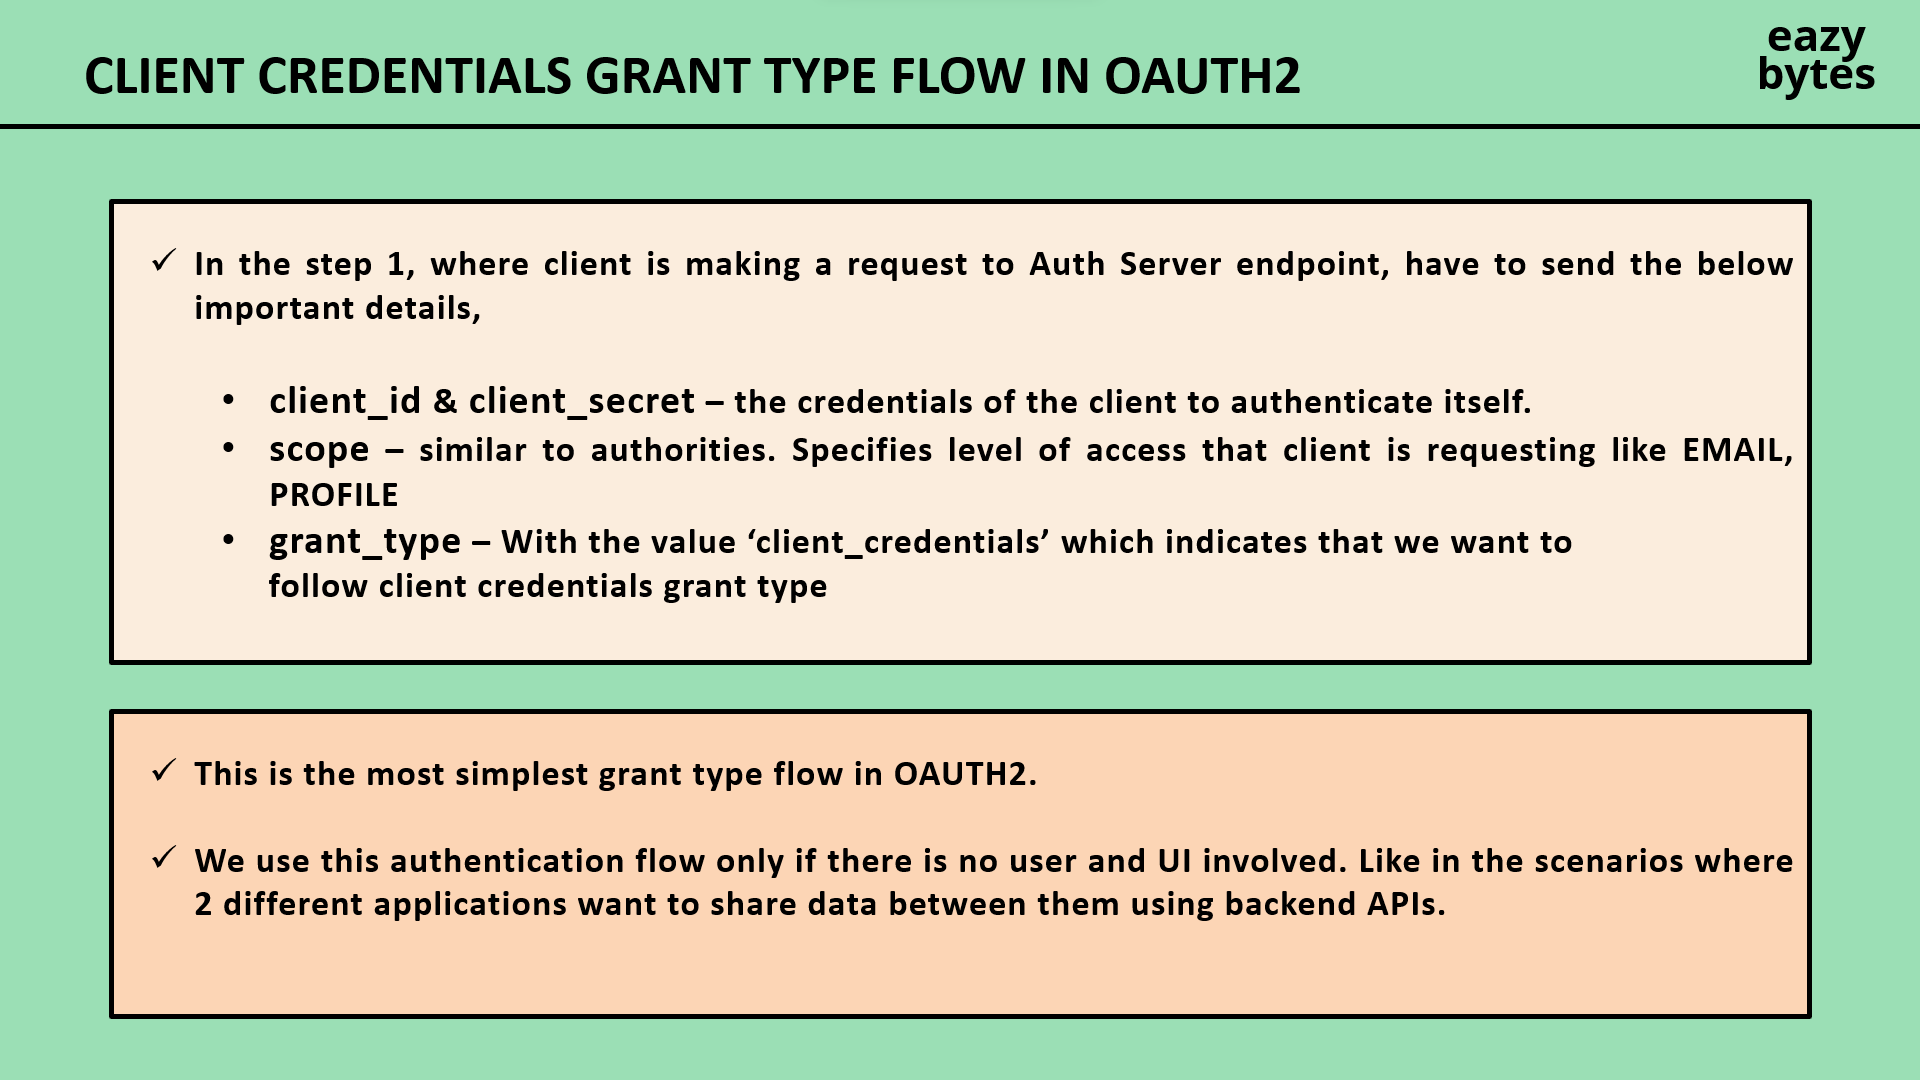 CLIENT CREDENTIALS GRANT TYPE FLOW IN OAUTH2
eazy
bytes
✓ In the step 1, where client is making a request to Auth Server endpoint, have to send the below
important details,
• client_id & client_secret – the credentials of the client to authenticate itself.
• scope – similar to authorities. Specifies level of access that client is requesting like EMAIL,
PROFILE
• grant_type – With the value ‘client_credentials’ which indicates that we want to
follow client credentials grant type
✓ This is the most simplest grant type flow in OAUTH2.
✓ We use this authentication flow only if there is no user and UI involved. Like in the scenarios where
2 different applications want to share data between them using backend APIs.